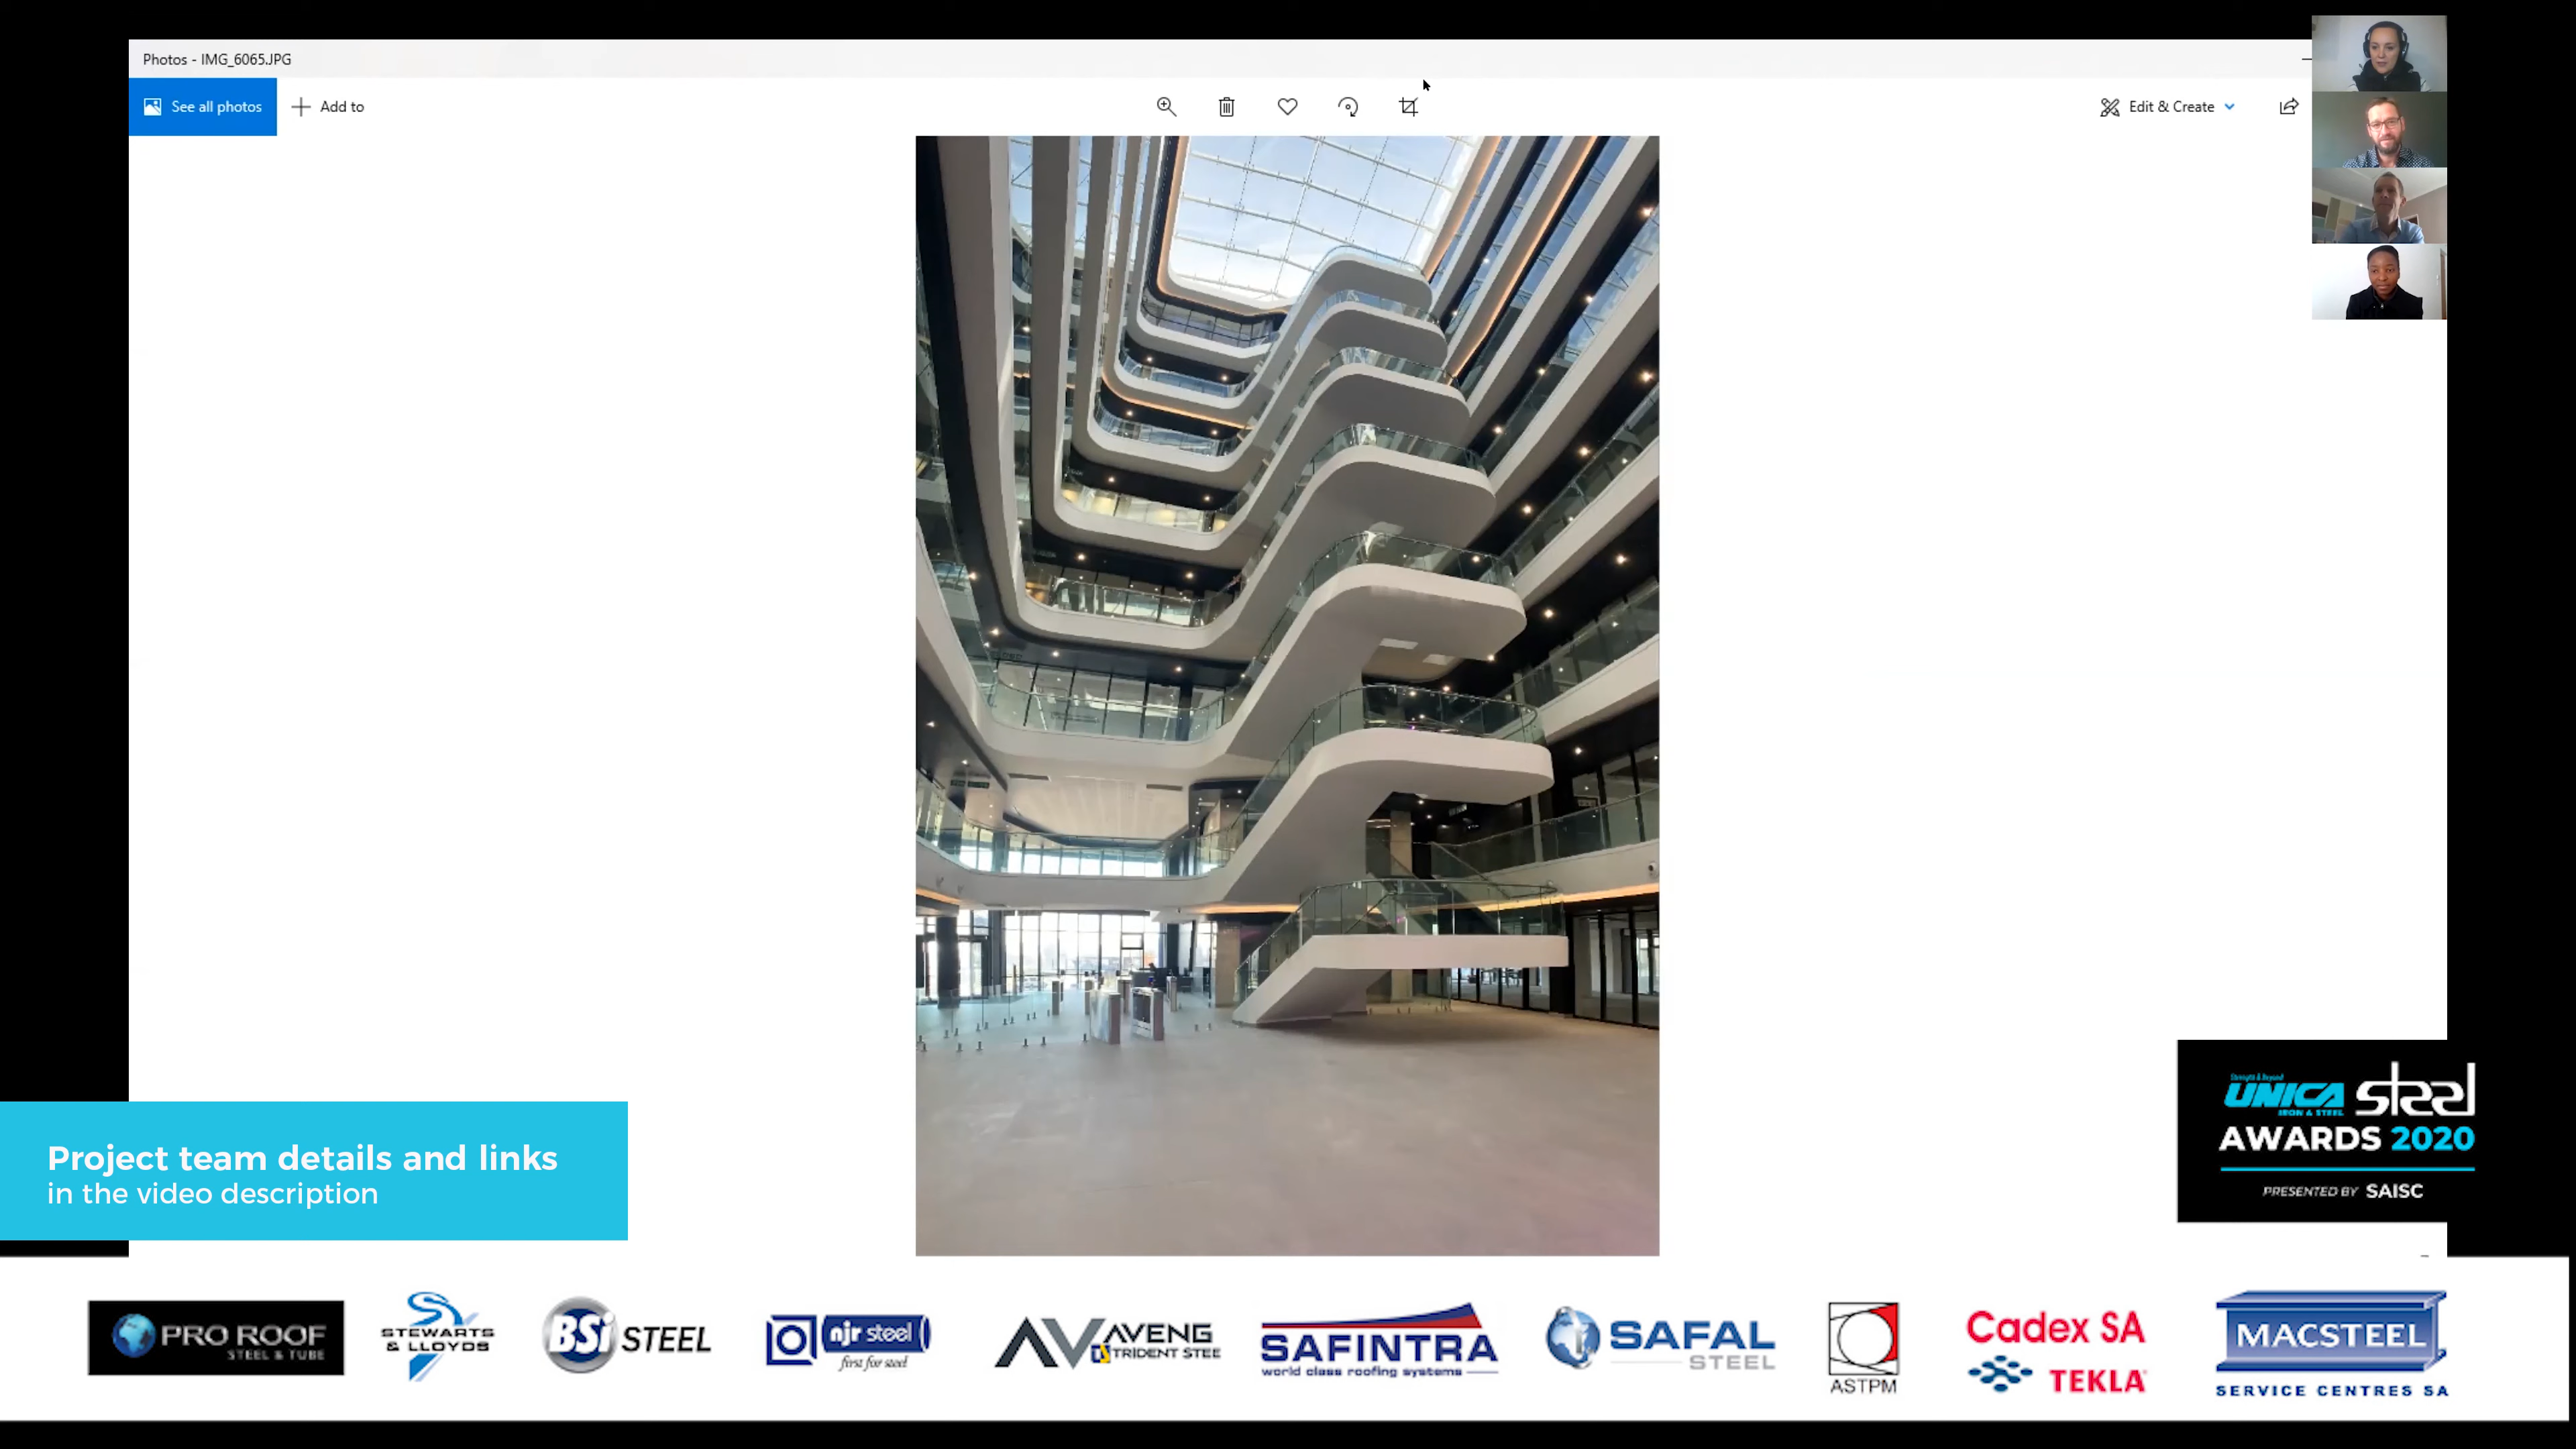 Photos - IMG_6065.JPG
See all photos
Add to
Edit & Create
Project team details and links
in the video description
Strength & Beyond
UNICA
IRON & STEEL
steel
AWARDS 2020
PRESENTED BY SAISC
PRO ROOF
STEEL & TUBE
STEWARTS
& LLOYDS
BSi STEEL
njr steel
first for steel
AVENG
TRIDENT STEE
SAFINTRA
world class roofing systems
SAFAL
STEEL
ASTPM
Cadex SA
TEKLA
MACSTEEL
SERVICE CENTRES SA